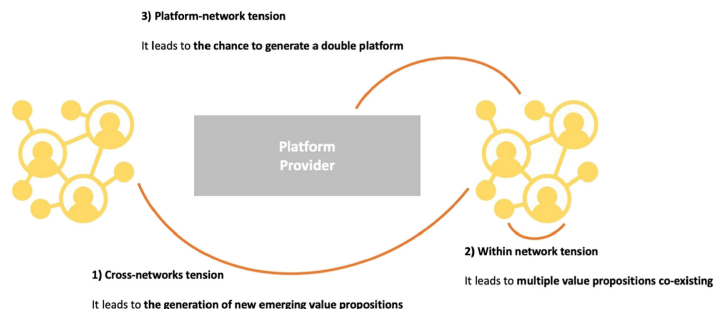 3) Platform-network tension
It leads to the chance to generate a double platform
Platform
Provider
2) Within network tension
It leads to multiple value propositions co-existing
1) Cross-networks tension
It leads to the generation of new emerging value propositions